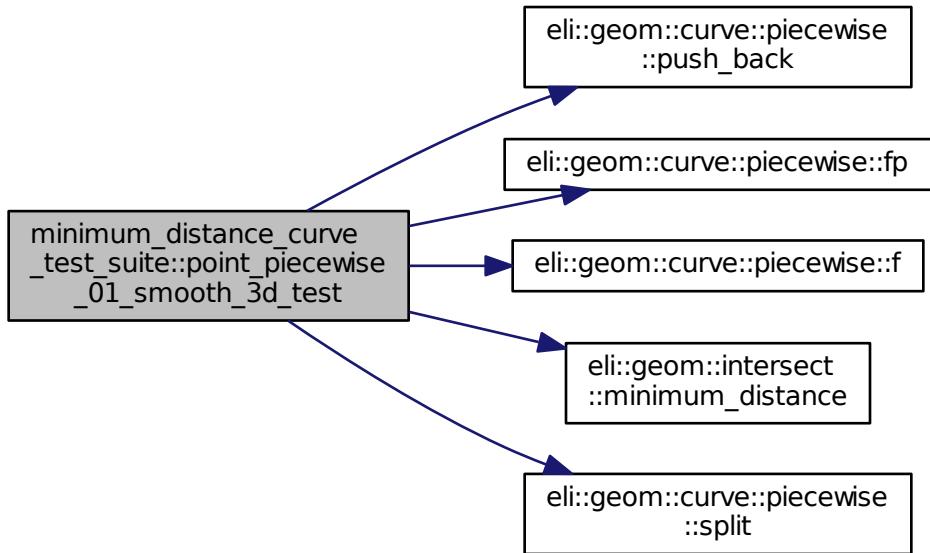 eli::geom::curve::piecewise
::push_back
eli::geom::curve::piecewise::fp
minimum_distance_curve
_test_suite::point_piecewise
_01_smooth_3d_test
eli::geom::curve::piecewise::f
eli::geom::intersect
::minimum_distance
eli::geom::curve::piecewise
::split